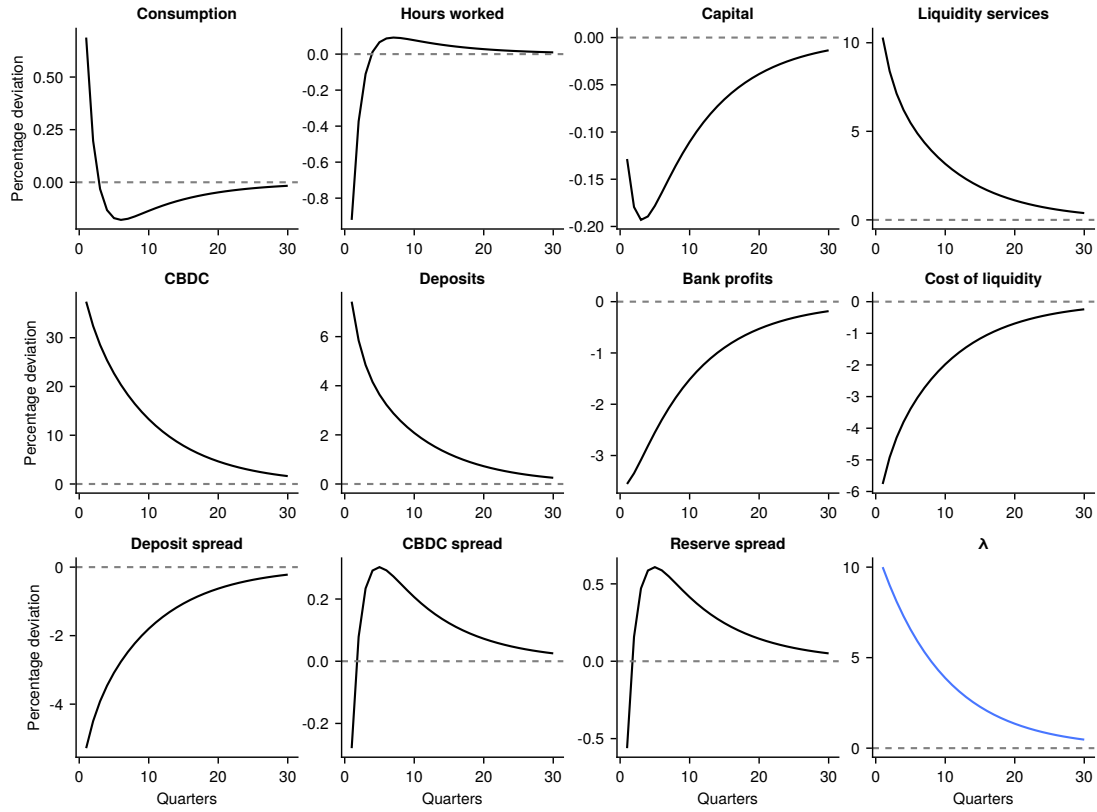 Consumption
Hours worked
Capital
Liquidity services
Percentage deviation
0.50
0.25
0.00
0.0
-0.2
-0.4
-0.6
-0.8
0.00
-0.05
-0.10
-0.15
-0.20
10
5
0
0 10 20 30
0 10 20 30
0 10 20 30
0 10 20 30
CBDC
Deposits
Bank profits
Cost of liquidity
Percentage deviation
30
20
10
0
6
4
2
0
0
-1
-2
-3
0
-1
-2
-3
-4
-5
-6
0 10 20 30
0 10 20 30
0 10 20 30
0 10 20 30
Deposit spread
CBDC spread
Reserve spread
λ
Percentage deviation
0
-2
-4
0.2
0.0
-0.2
0.5
0.0
-0.5
10
5
0
0 10 20 30
0 10 20 30
0 10 20 30
0 10 20 30
Quarters
Quarters
Quarters
Quarters